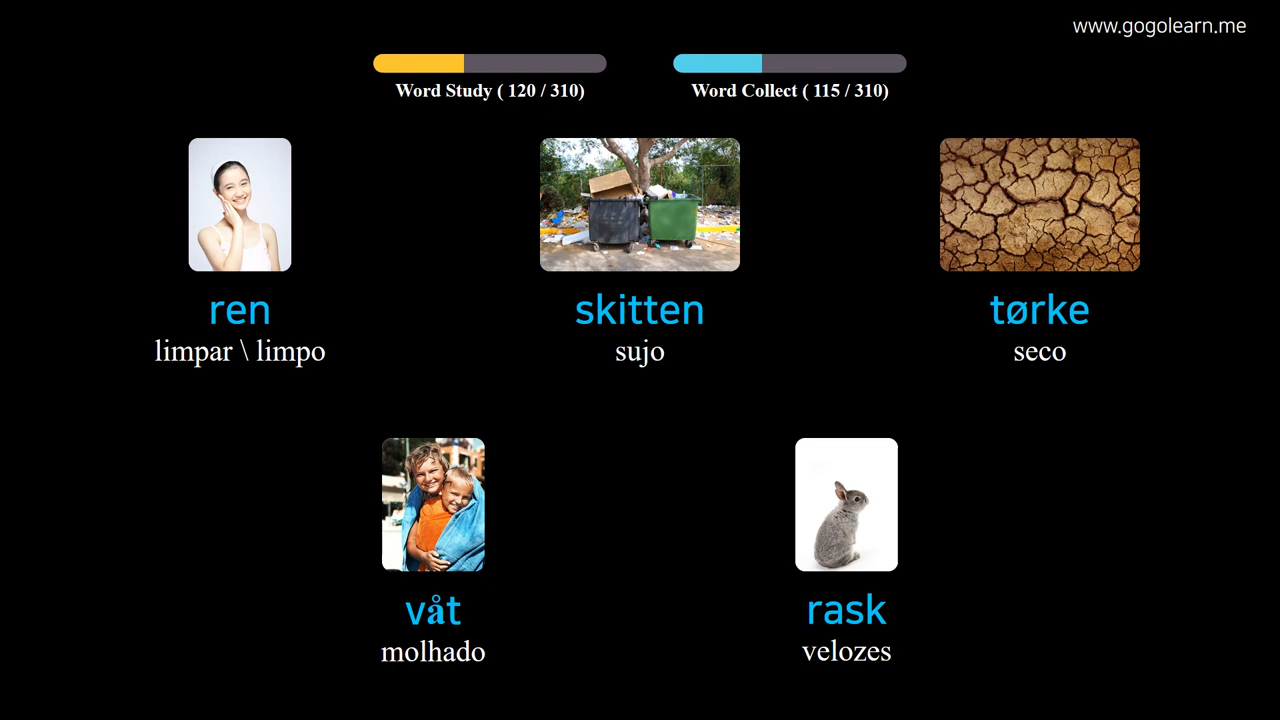 www.gogolearn.me
Word Study ( 120 / 310)
Word Collect ( 115 / 310)
ren
limpar \ limpo
skitten
sujo
tørke
seco
våt
molhado
rask
velozes